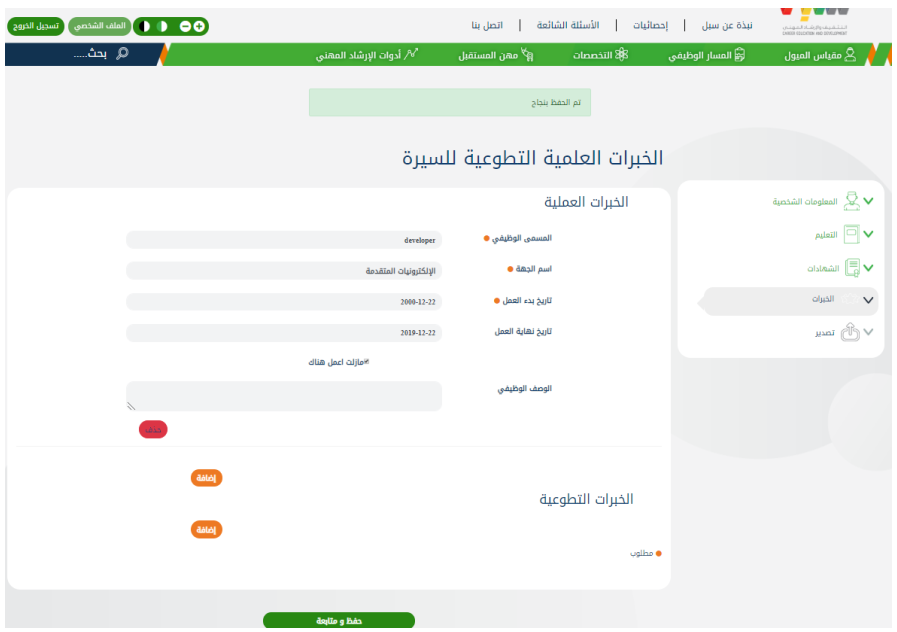 نبذة عن سبل | إحصائيات | الأسئلة الشائعة | اتصل بنا
الملف الشخصي
تسجيل الخروج
التثقيف والإرشاد المهني
CAREER EDUCATION AND DEVELOPMENT
مقياس الميول
المسار الوظيفي
التخصصات
مهن المستقبل
أدوات الإرشاد المهني
بحث.....
تم الحفظ بنجاح
الخبرات العلمية التطوعية للسيرة
المعلومات الشخصية
التعليم
الشهادات
الخبرات
تصدير
الخبرات العملية
المسمى الوظيفي
developer
اسم الجهة
الإلكترونيات المتقدمة
تاريخ بدء العمل
2000-12-22
تاريخ نهاية العمل
2019-12-22
مازلت اعمل هناك
الوصف الوظيفي
حذف
إضافة
الخبرات التطوعية
إضافة
مطلوب
حفظ و متابعة